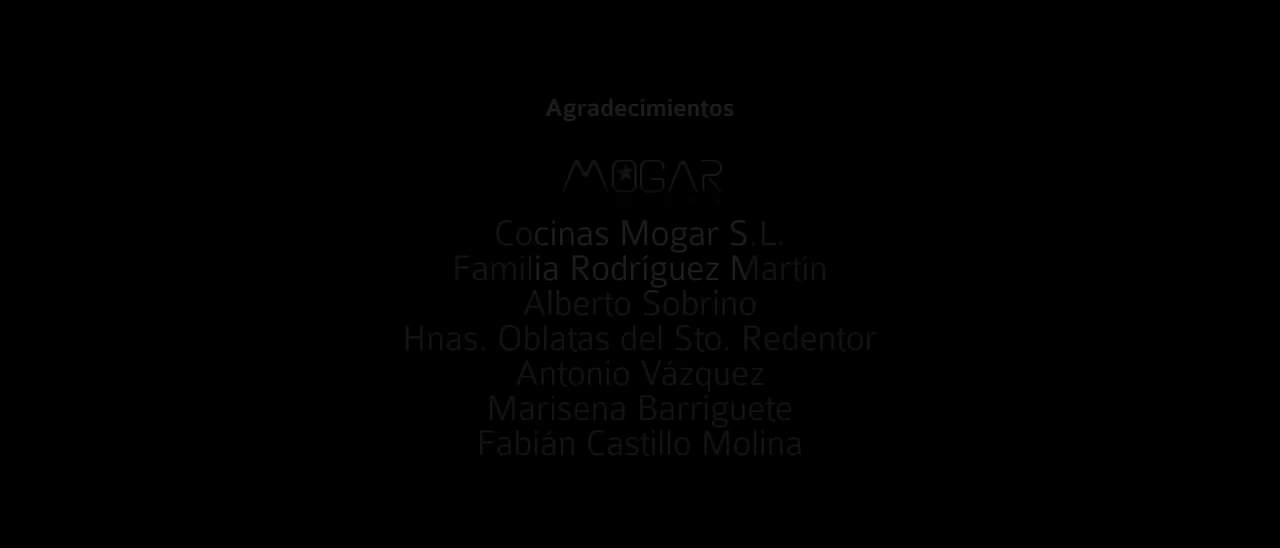 Agradecimientos
MOGAR
Cocinas Mogar S.L.
Familia Rodríguez Martín
Alberto Sobrino
Hnas. Oblatas del Sto. Redentor
Antonio Vázquez
Marisena Barriguete
Fabián Castillo Molina